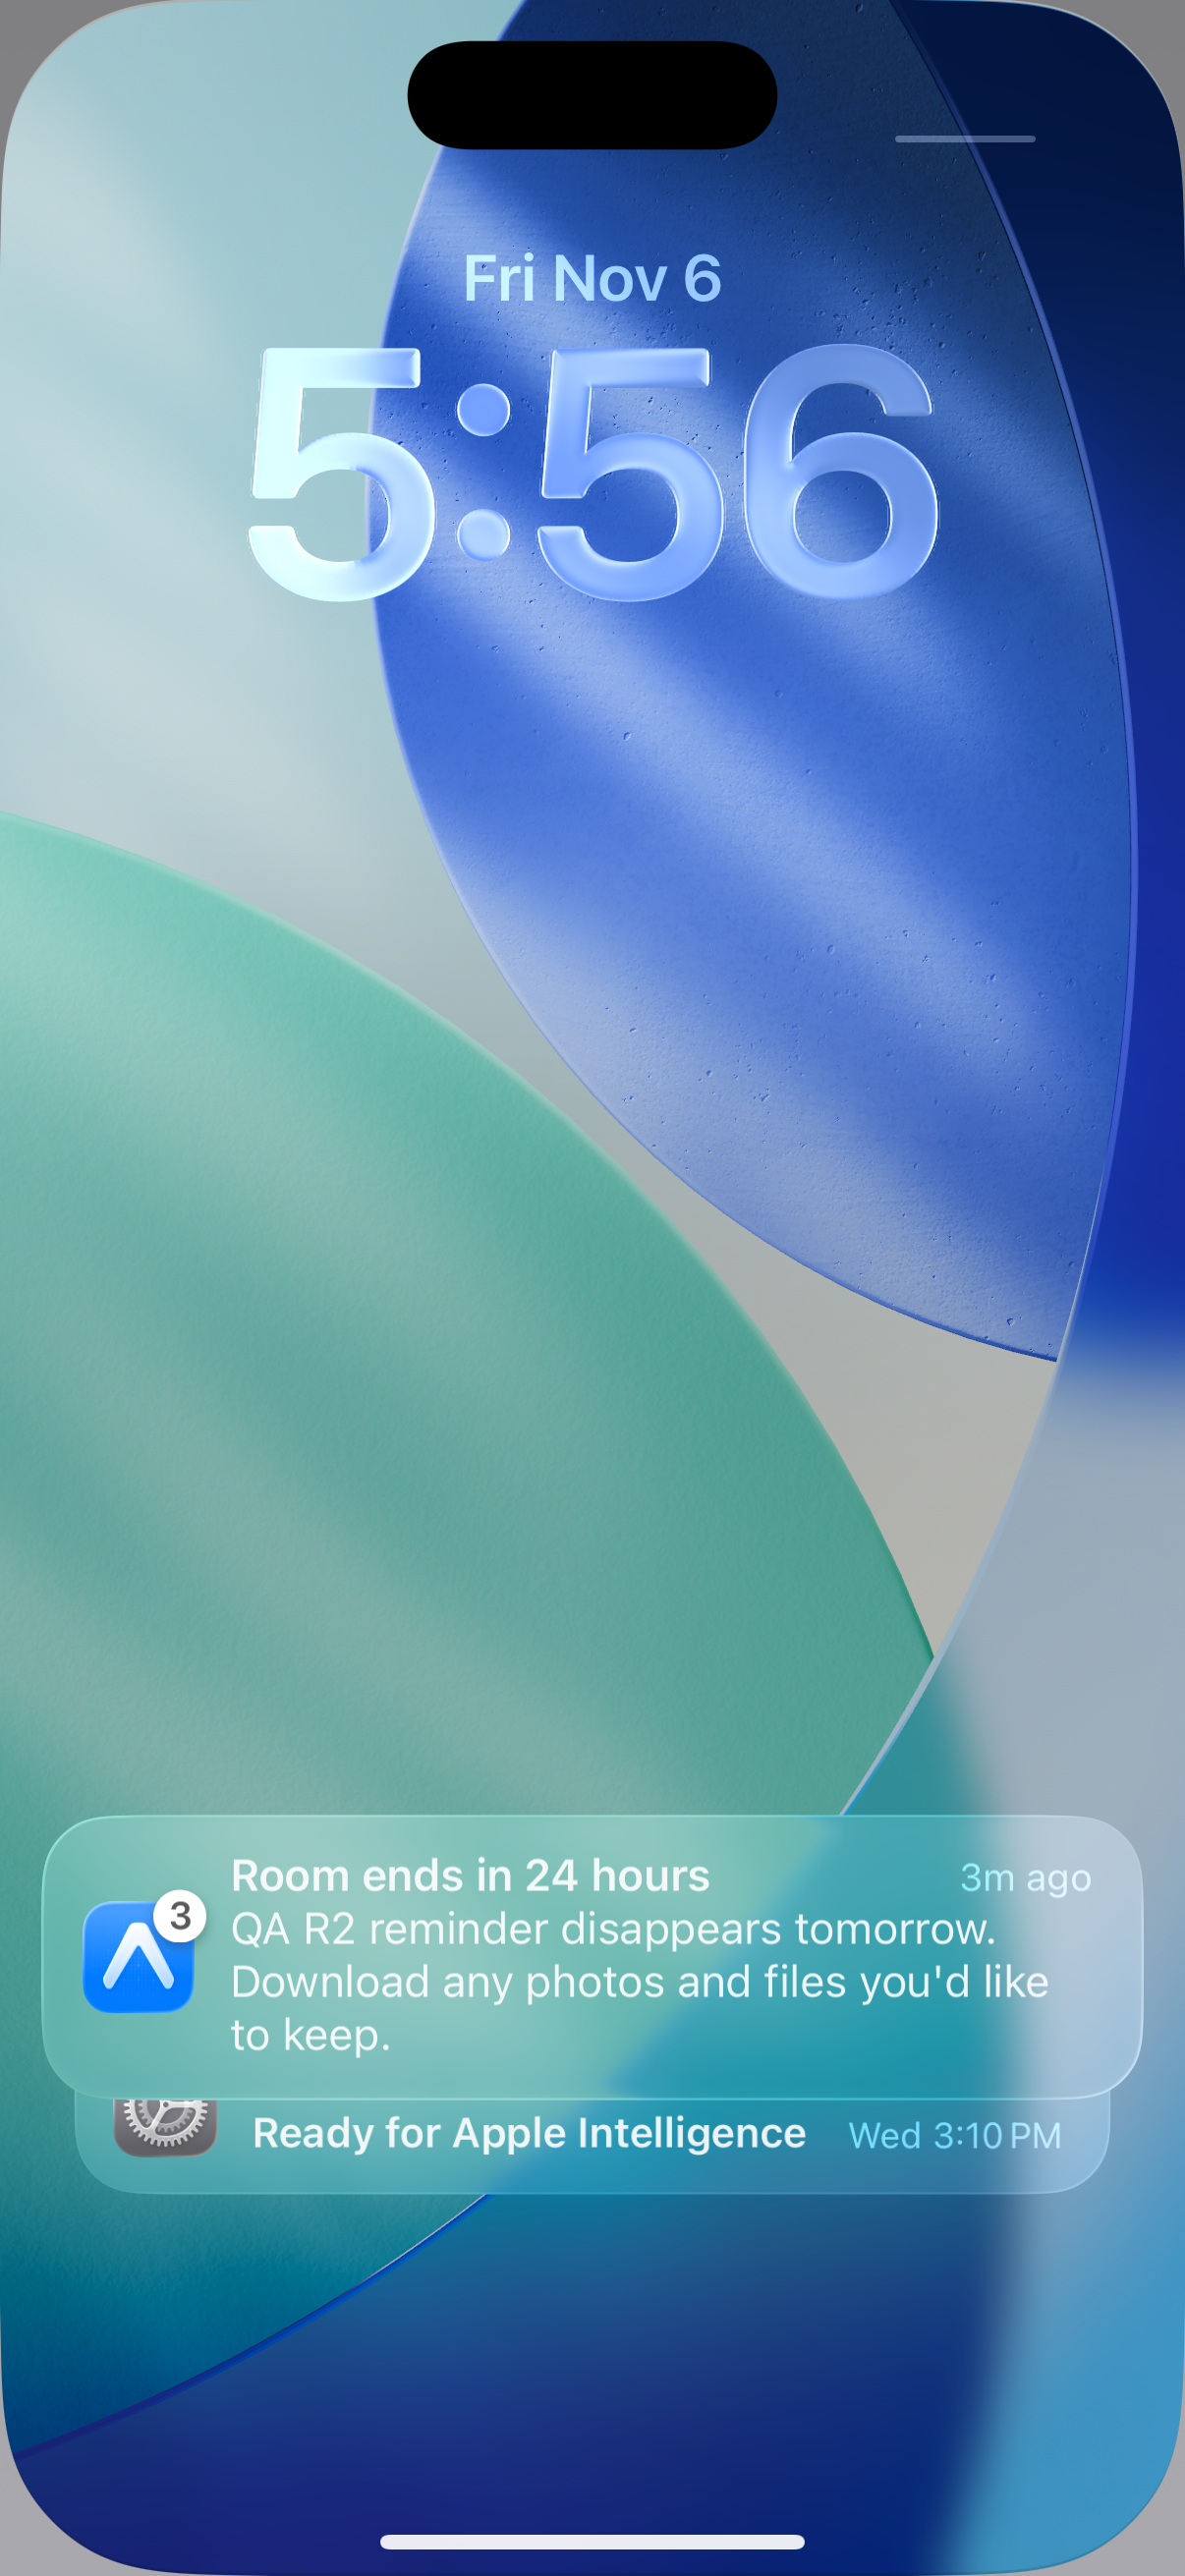 Fri Nov 6
5:56
Room ends in 24 hours 3m ago
3
QA R2 reminder disappears tomorrow.
Download any photos and files you'd like
to keep.
Ready for Apple Intelligence Wed 3:10 PM